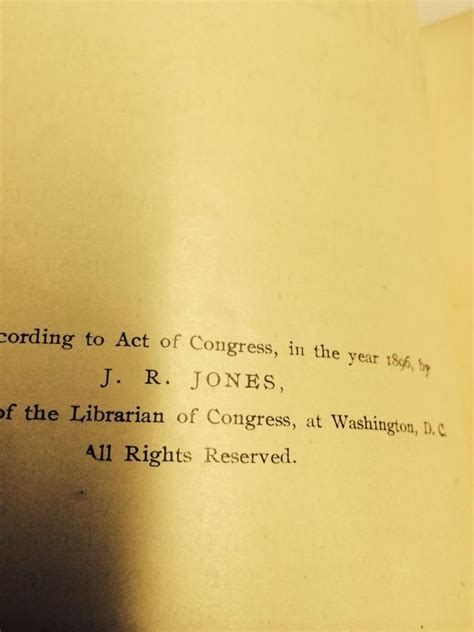 cording to Act of Congress, in the year 1896, by
J. R. JONES,
of the Librarian of Congress, at Washington, D. C.
All Rights Reserved.